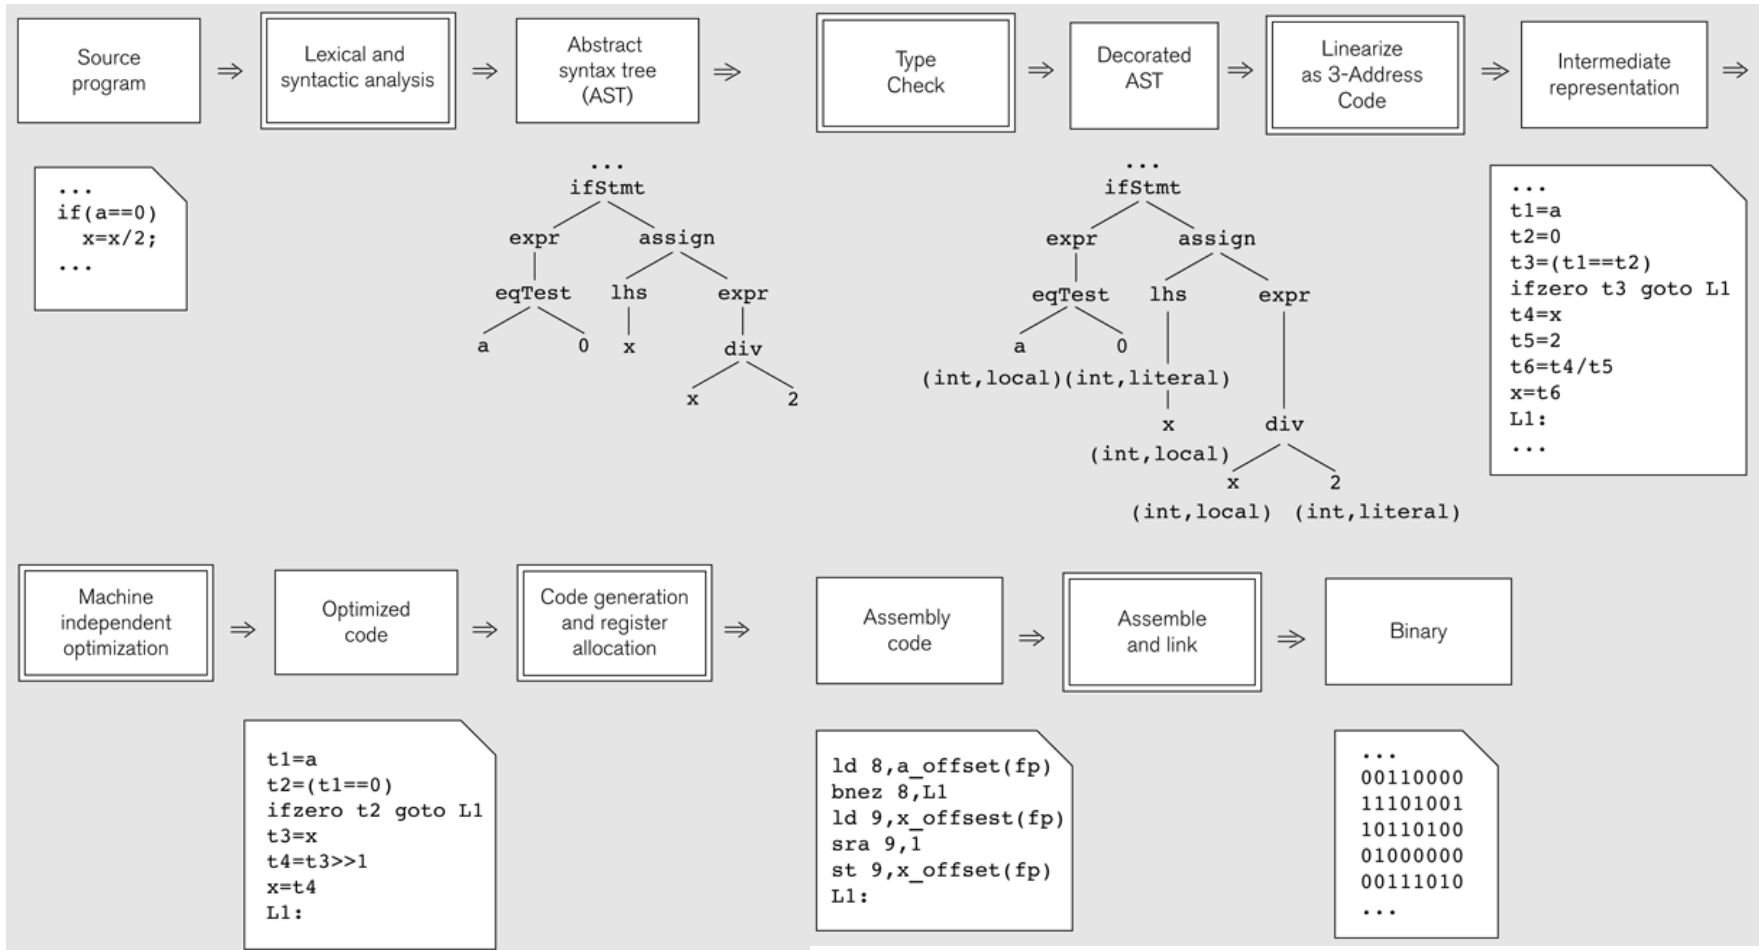 Source
program
⇒
Lexical and
syntactic analysis
⇒
Abstract
syntax tree
(AST)
⇒
Type
Check
⇒
Decorated
AST
⇒
Linearize
as 3-Address
Code
⇒
Intermediate
representation
⇒
...
if(a==0)
x=x/2;
...
...
ifStmt
expr assign
eqTest lhs expr
a 0 x div
x 2
...
ifStmt
expr assign
eqTest lhs expr
a 0
(int,local)(int,literal)
x div
(int,local)
x 2
(int,local) (int,literal)
...
t1=a
t2=0
t3=(t1==t2)
ifzero t3 goto L1
t4=x
t5=2
t6=t4/t5
x=t6
L1:
...
Machine
independent
optimization
⇒
Optimized
code
⇒
Code generation
and register
allocation
⇒
Assembly
code
⇒
Assemble
and link
⇒
Binary
t1=a
t2=(t1==0)
ifzero t2 goto L1
t3=x
t4=t3>>1
x=t4
L1:
ld 8,a_offset(fp)
bnez 8,L1
ld 9,x_offsest(fp)
sra 9,1
st 9,x_offset(fp)
L1:
...
00110000
11101001
10110100
01000000
00111010
...